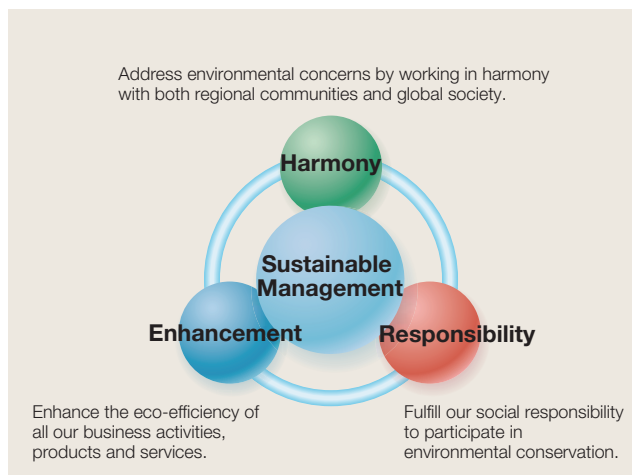 Address environmental concerns by working in harmony
with both regional communities and global society.
Harmony
Sustainable
Management
Enhancement
Responsibility
Enhance the eco-efficiency of
all our business activities,
products and services.
Fulfill our social responsibility
to participate in
environmental conservation.